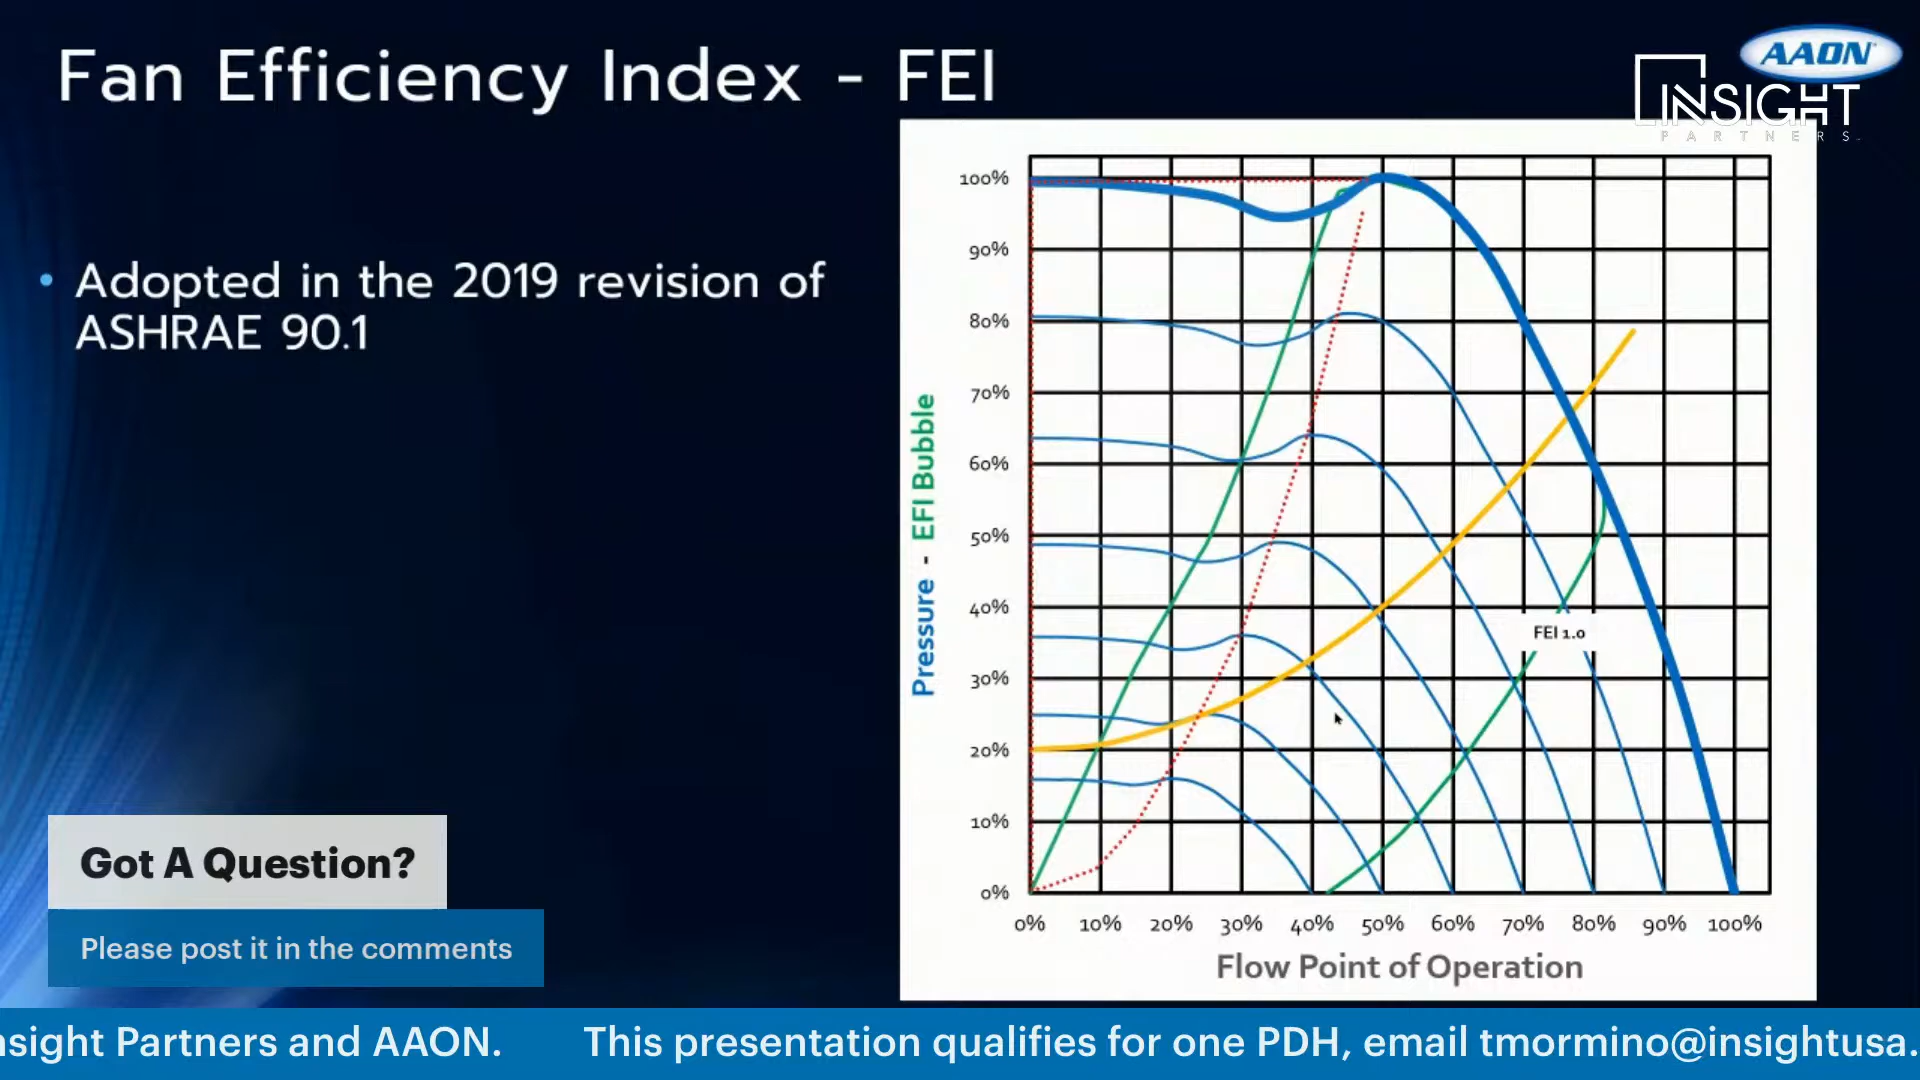 Fan Efficiency Index - FEI
AAON
INSIGHT
PARTNERS
• Adopted in the 2019 revision of
ASHRAE 90.1
Pressure - EFI Bubble
100%
90%
80%
70%
60%
50%
40%
30%
20%
10%
0%
FEI 1.0
0% 10% 20% 30% 40% 50% 60% 70% 80% 90% 100%
Flow Point of Operation
Got A Question?
Please post it in the comments
nsight Partners and AAON. This presentation qualifies for one PDH, email tmormino@insightusa.